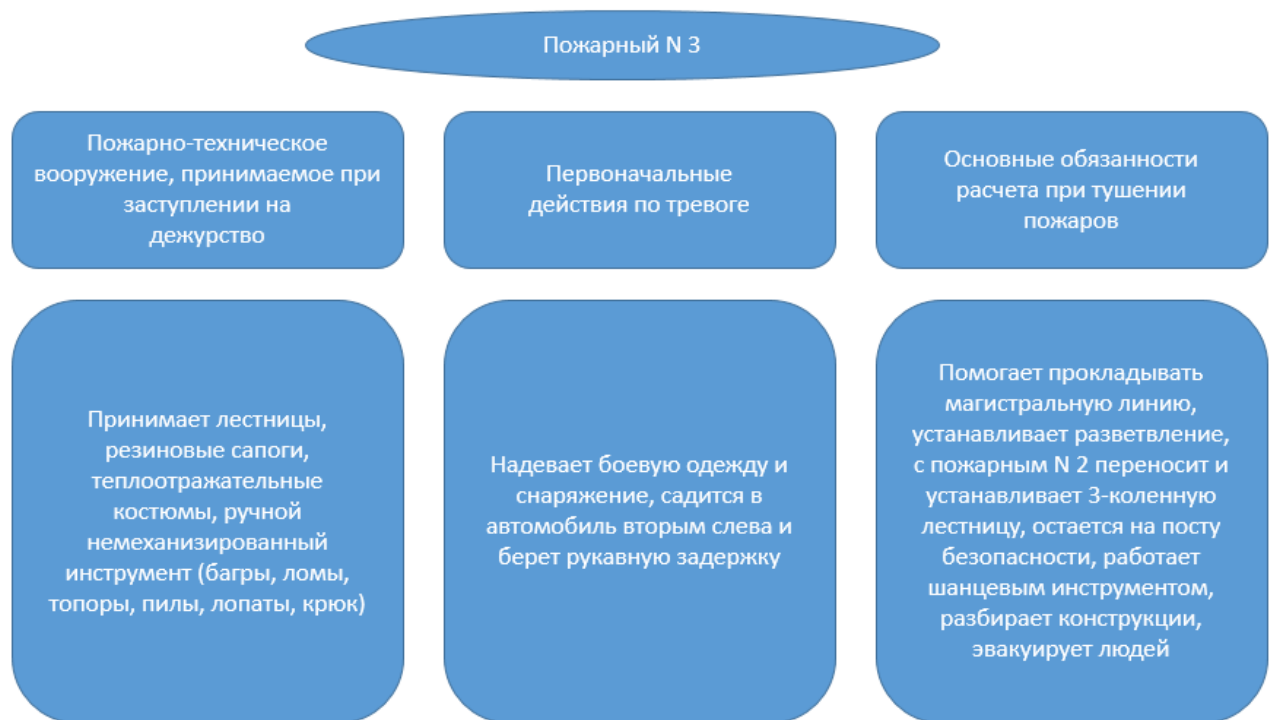 Пожарный N 3
Пожарно-техническое
вооружение, принимаемое при
заступлении на
дежурство
Первоначальные
действия по тревоге
Основные обязанности
расчета при тушении
пожаров
Принимает лестницы,
резиновые сапоги,
теплоотражательные
костюмы, ручной
немеханизированный
инструмент (багры, ломы,
топоры, пилы, лопаты, крюк)
Надевает боевую одежду и
снаряжение, садится в
автомобиль вторым слева и
берет рукавную задержку
Помогает прокладывать
магистральную линию,
устанавливает разветвление,
с пожарным N 2 переносит и
устанавливает 3-коленную
лестницу, остается на посту
безопасности, работает
шанцевым инструментом,
разбирает конструкции,
эвакуирует людей